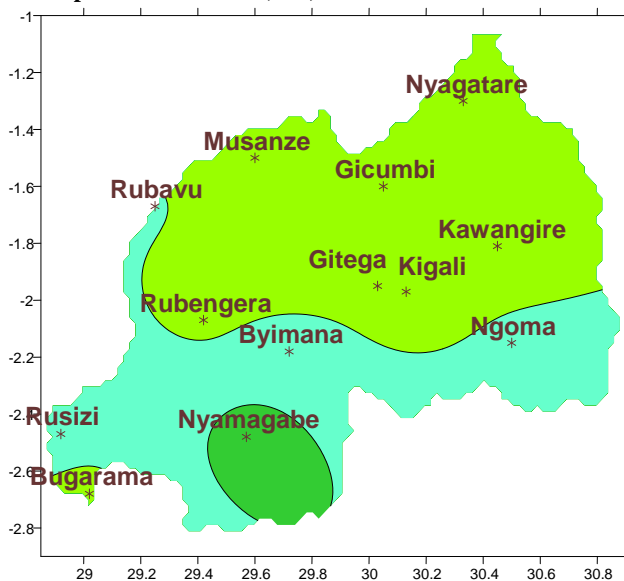 -1
-1.2
Nyagatare
-1.4
Musanze
Gicumbi
-1.6
Rubavu
-1.8
Kawangire
Gitega
Kigali
-2
Rubengera
Byimana
Ngoma
-2.2
-2.4
Rusizi
Nyamagabe
-2.6
Bugarama
-2.8
29 29.2 29.4 29.6 29.8 30 30.2 30.4 30.6 30.8